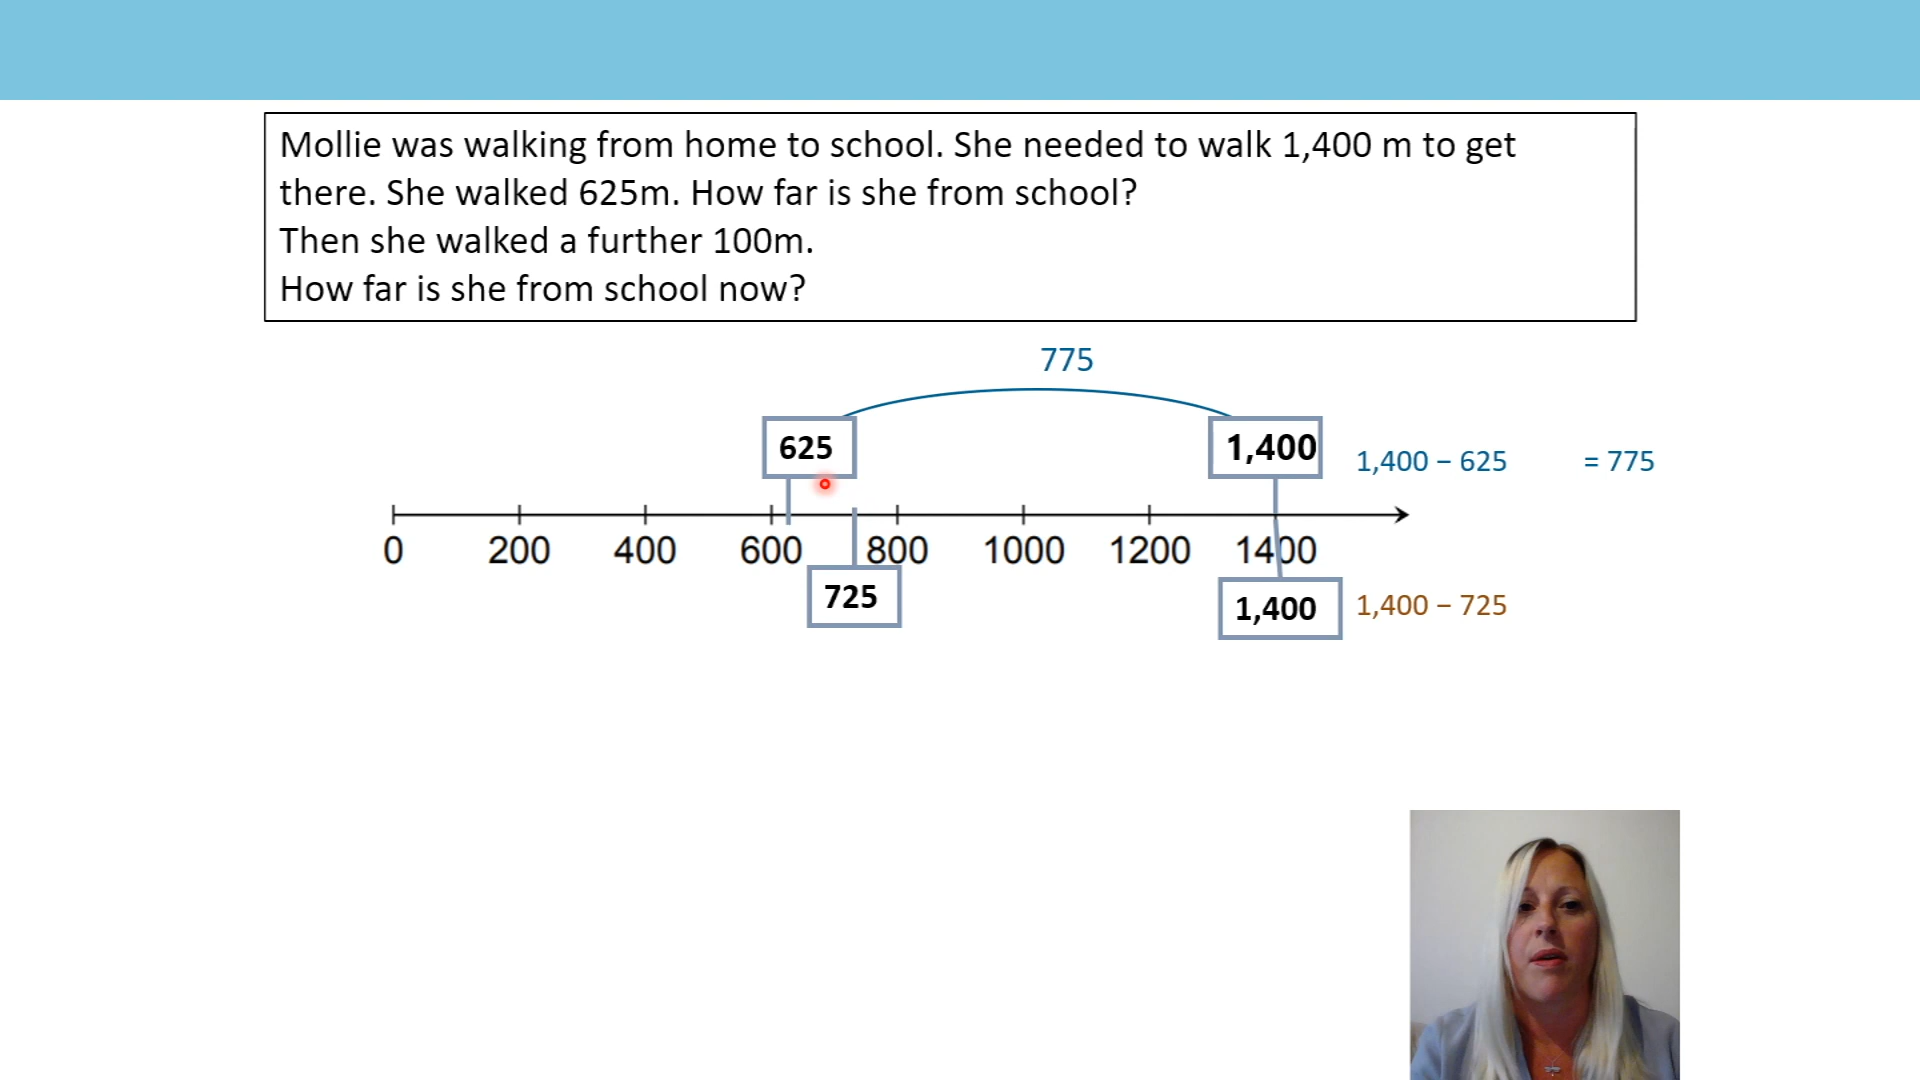 Mollie was walking from home to school. She needed to walk 1,400 m to get
there. She walked 625m. How far is she from school?
Then she walked a further 100m.
How far is she from school now?
775
625
1,400
1,400 – 625 = 775
0 200 400 600 800 1000 1200 1400
725
1,400
1,400 – 725